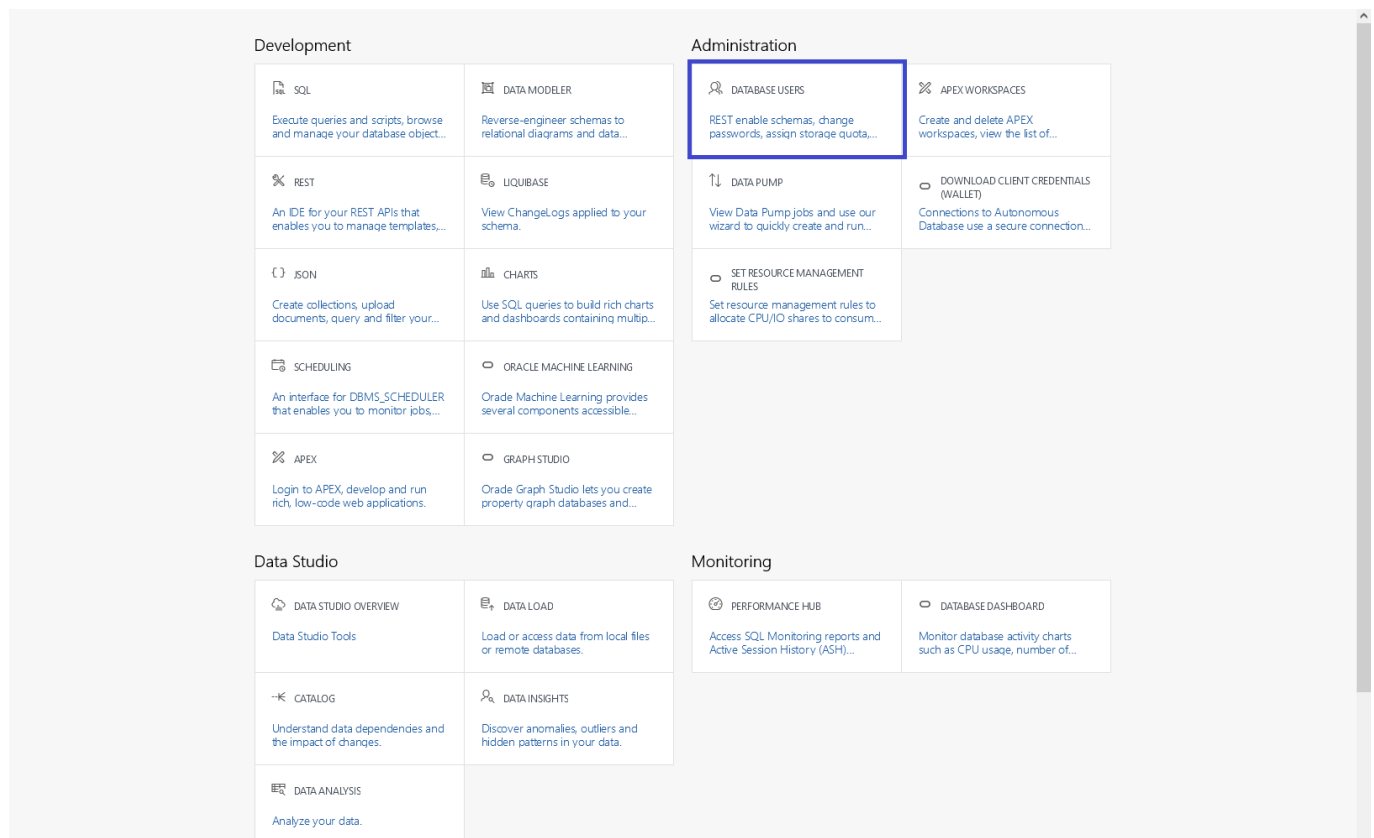 Development
SQL
Execute queries and scripts, browse
and manage your database object...
DATA MODELER
Reverse-engineer schemas to
relational diagrams and data...
REST
An IDE for your REST APIs that
enables you to manage templates,...
LIQUIBASE
View ChangeLogs applied to your
schema.
JSON
Create collections, upload
documents, query and filter your...
CHARTS
Use SQL queries to build rich charts
and dashboards containing multip...
SCHEDULING
An interface for DBMS_SCHEDULER
that enables you to monitor jobs,...
ORACLE MACHINE LEARNING
Oracle Machine Learning provides
several components accessible...
APEX
Login to APEX, develop and run
rich, low-code web applications.
GRAPH STUDIO
Oracle Graph Studio lets you create
property graph databases and...
Administration
DATABASE USERS
REST enable schemas, change
passwords, assign storage quota,...
APEX WORKSPACES
Create and delete APEX
workspaces, view the list of...
DATA PUMP
View Data Pump jobs and use our
wizard to quickly create and run...
DOWNLOAD CLIENT CREDENTIALS
(WALLET)
Connections to Autonomous
Database use a secure connection...
SET RESOURCE MANAGEMENT
RULES
Set resource management rules to
allocate CPU/IO shares to consum...
Data Studio
DATA STUDIO OVERVIEW
Data Studio Tools
DATA LOAD
Load or access data from local files
or remote databases.
CATALOG
Understand data dependencies and
the impact of changes.
DATA INSIGHTS
Discover anomalies, outliers and
hidden patterns in your data.
DATA ANALYSIS
Analyze your data.
Monitoring
PERFORMANCE HUB
Access SQL Monitoring reports and
Active Session History (ASH)...
DATABASE DASHBOARD
Monitor database activity charts
such as CPU usage, number of...